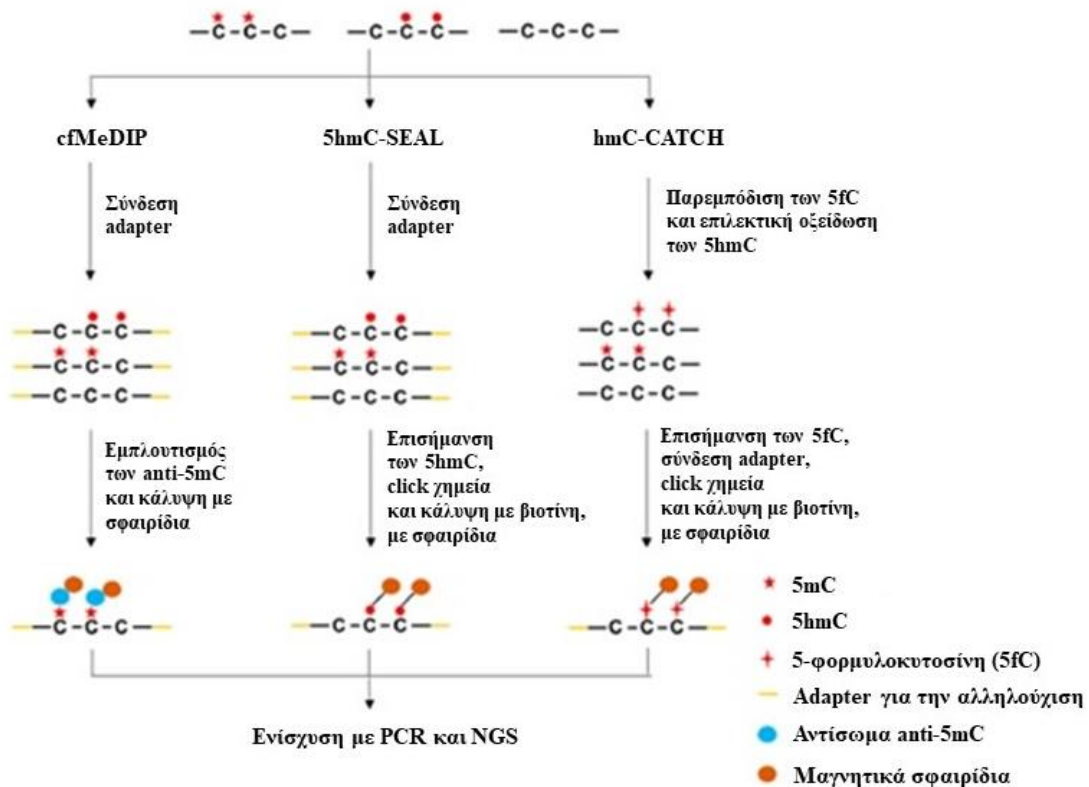 –C-C-C– –C-C-C– –C-C-C–
cfMeDIP
5hmC-SEAL
hmC-CATCH
Σύνδεση
adapter
Σύνδεση
adapter
Παρεμπόδιση των 5fC
και επιλεκτική οξείδωση
των 5hmC
–C-C-C–
–C-C-C–
–C-C-C–
–C-C-C–
–C-C-C–
–C-C-C–
–C-C-C–
–C-C-C–
–C-C-C–
Εμπλουτισμός
των anti-5mC
και κάλυψη με
σφαιρίδια
Επισήμανση
των 5hmC,
click χημεία
και κάλυψη με βιοτίνη,
με σφαιρίδια
Επισήμανση των 5fC,
σύνδεση adapter,
click χημεία
και κάλυψη με βιοτίνη,
με σφαιρίδια
–C-C-C–
–C-C-C–
–C-C-C–
Ενίσχυση με PCR και NGS
5mC
5hmC
5-φορμυλοκυτοσίνη (5fC)
Adapter για την αλληλούχιση
Αντίσωμα anti-5mC
Μαγνητικά σφαιρίδια